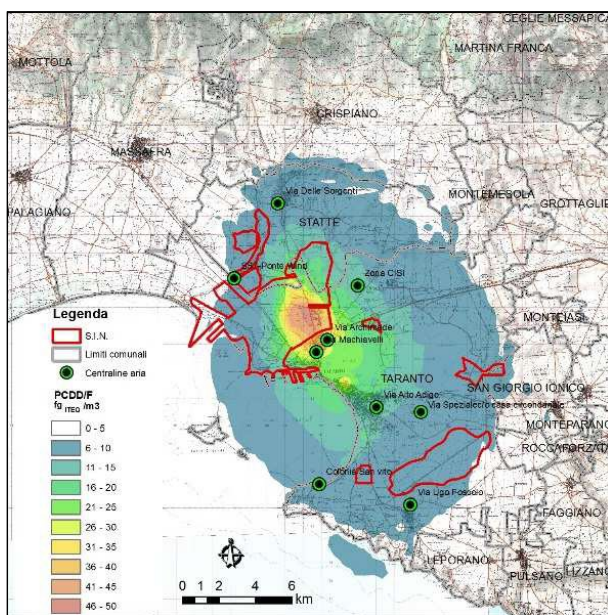 CEGLIE MESSAPICA
MARTINA FRANCA
MOTTOLA
CRISPIANO
MASSAFRA
PALAGIANO
Via Delle Sorgenti
MONTEMESOLA
GROTTAGLIE
STATTE
Zona CISI
MONTEIASI
Via Archimede
Machiavelli
TARANTO
SAN GIORGIO IONICO
Via Alto Adige
MONTEPARANO
ROCCAFORZATA
Colonia San vito
Via Ugo Foscolo
FAGGIANO
LEPORANO
PULSANO
LIZZANO
Legenda
S.I.N.
Limiti comunali
Centraline aria
PCDD/F
fg ITEQ /m3
0 - 5
6 - 10
11 - 15
16 - 20
21 - 25
26 - 30
31 - 35
36 - 40
41 - 45
46 - 50
0 1 2 4 6
km